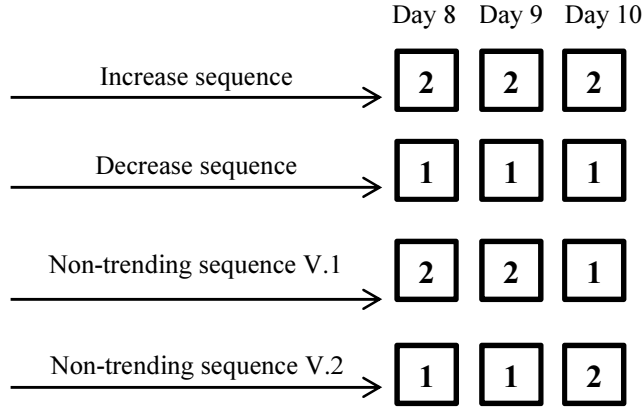 Day 8 Day 9 Day 10
Increase sequence 2 2 2
Decrease sequence 1 1 1
Non-trending sequence V.1 2 2 1
Non-trending sequence V.2 1 1 2